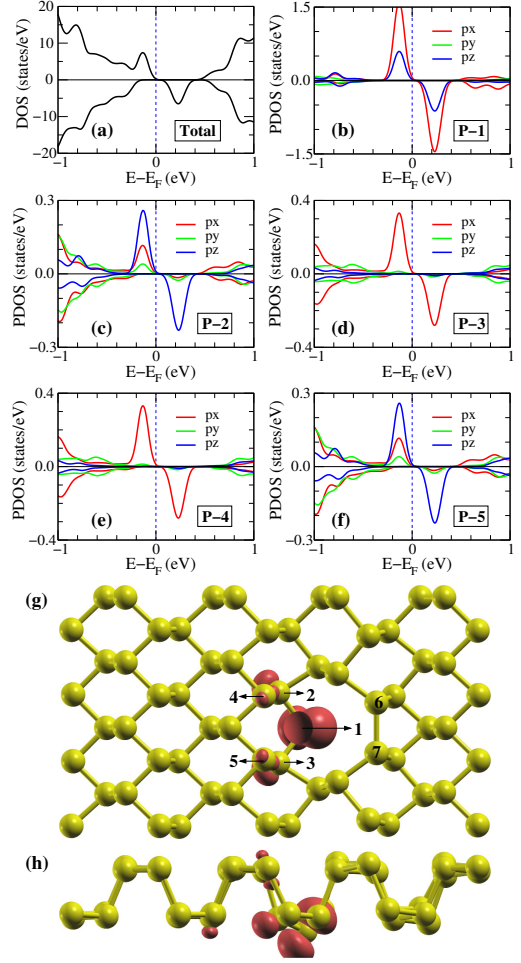 20
10
0
−10
−20
−1 −0.5 0 0.5 1
DOS (states/eV)
E−E_F (eV)
(a)
Total
1.5
0.0
−1.5
−1 −0.5 0 0.5 1
PDOS (states/eV)
E−E_F (eV)
px
py
pz
(b)
P−1
0.3
0.0
−0.3
−1 −0.5 0 0.5 1
PDOS (states/eV)
E−E_F (eV)
px
py
pz
(c)
P−2
0.4
0.0
−0.4
−1 −0.5 0 0.5 1
PDOS (states/eV)
E−E_F (eV)
px
py
pz
(d)
P−3
0.4
0.0
−0.4
−1 −0.5 0 0.5 1
PDOS (states/eV)
E−E_F (eV)
px
py
pz
(e)
P−4
0.3
0.0
−0.3
−1 −0.5 0 0.5 1
PDOS (states/eV)
E−E_F (eV)
px
py
pz
(f)
P−5
(g)
4 2 6
1
5 3 7
(h)